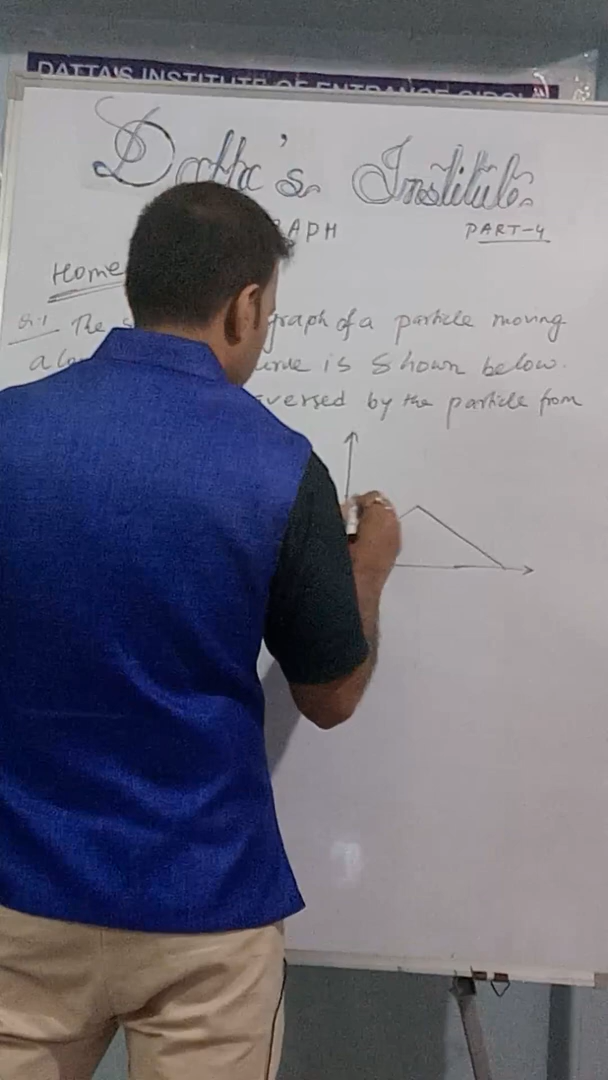 DATTA'S INSTITUTE OF ENTRANCE
Datta's Institute
RAPH PART-4
Home
Q.1 The s graph of a particle moving
a lon urve is shown below.
versed by the particle from